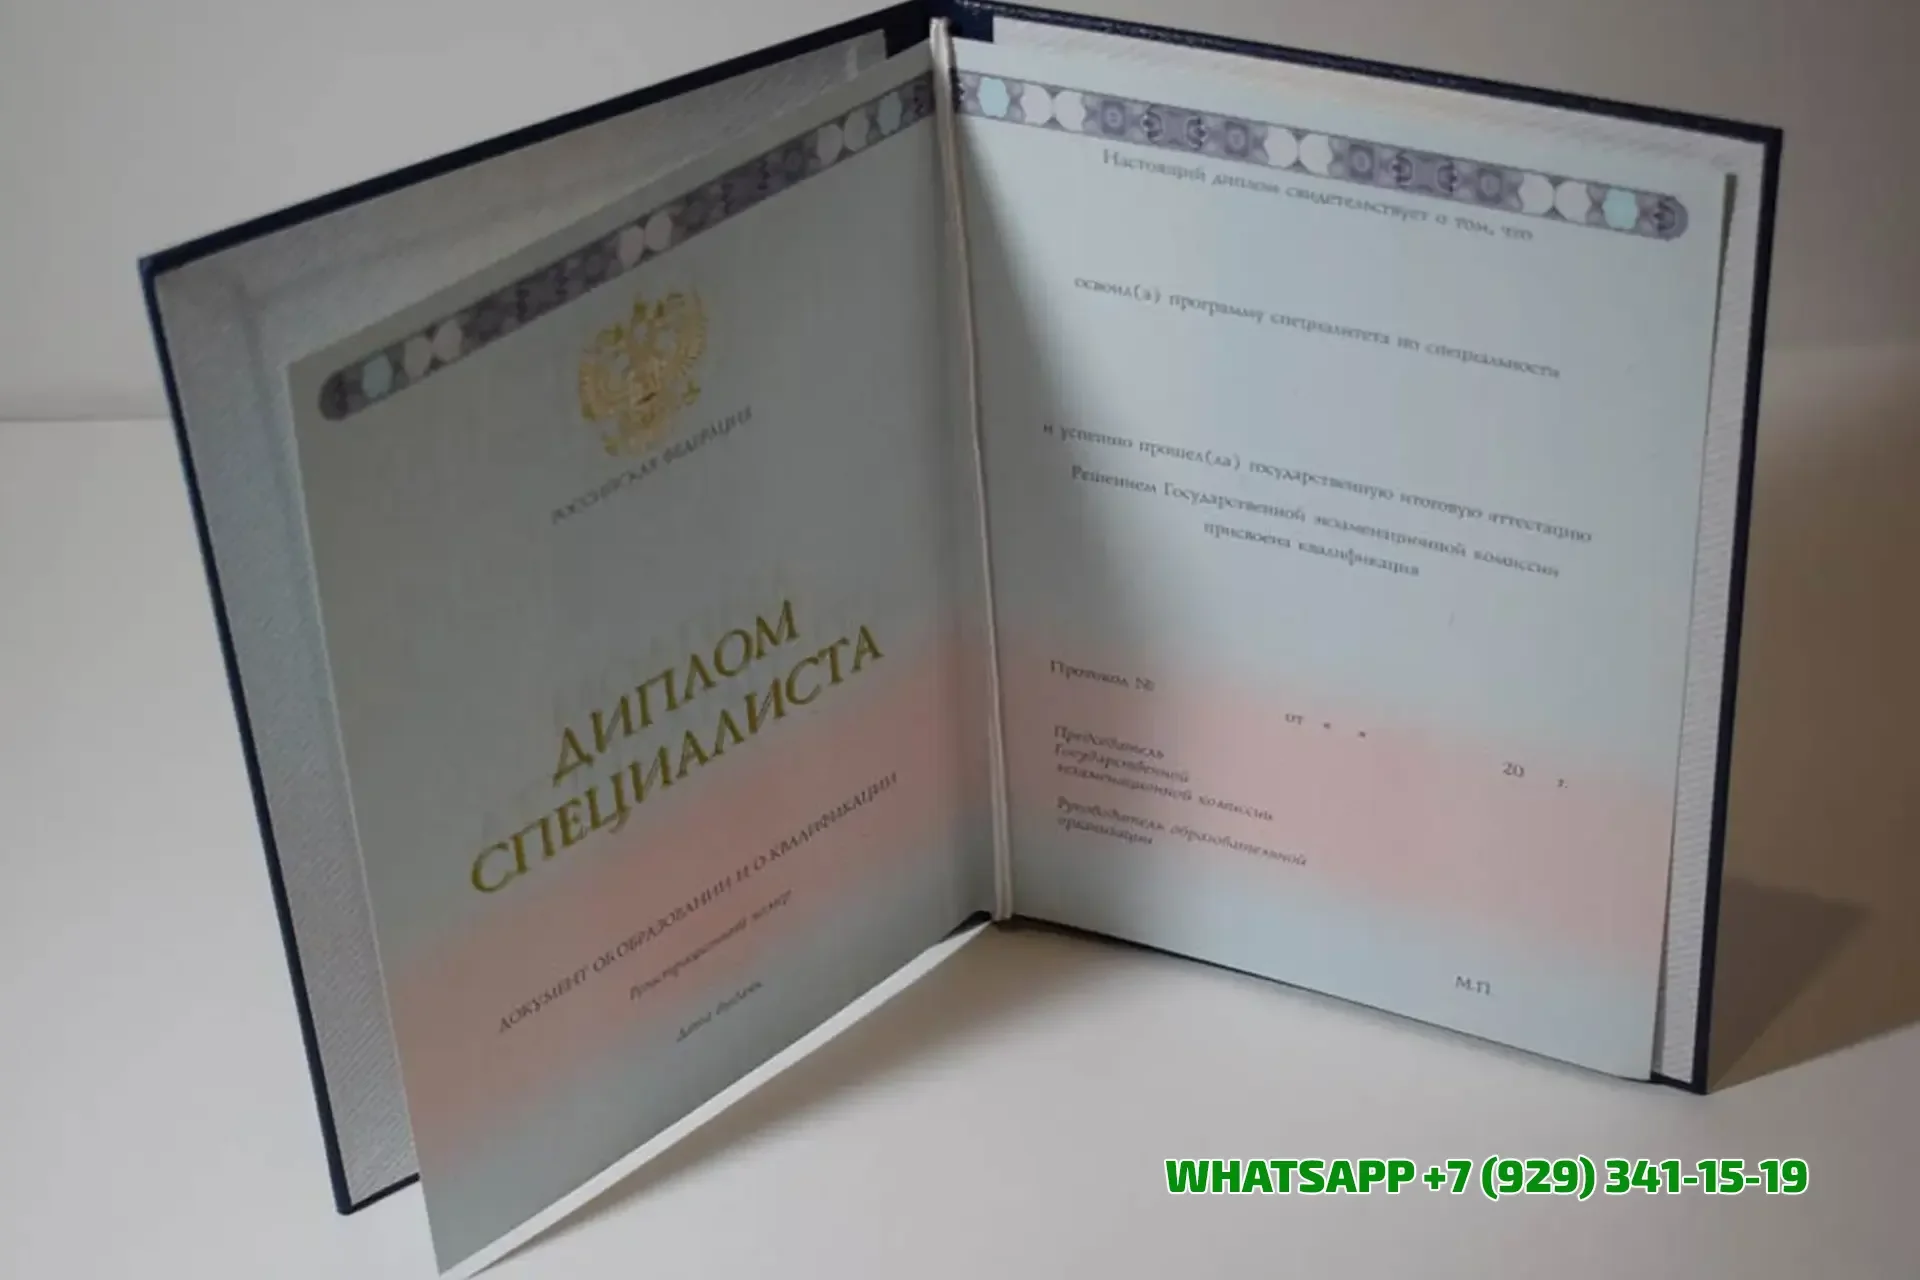 РОССИЙСКАЯ ФЕДЕРАЦИЯ
ДИПЛОМ
СПЕЦИАЛИСТА
ДОКУМЕНТ ОБ ОБРАЗОВАНИИ И О КВАЛИФИКАЦИИ
Регистрационный номер
Дата выдачи
Настоящий диплом свидетельствует о том, что
освоил(а) программу специалитета по специальности
и успешно прошел(ла) государственную итоговую аттестацию
Решением Государственной экзаменационной комиссии
присвоена квалификация
Протокол №
от « »
20 г.
Председатель
Государственной
экзаменационной комиссии
Руководитель образовательной
организации
М.П.
WHATSAPP +7 (929) 341-15-19